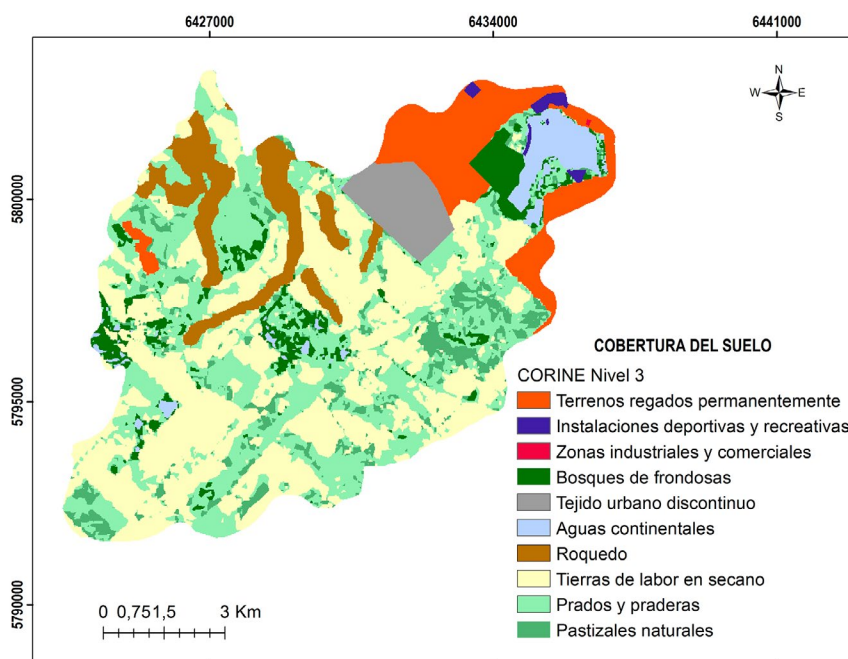 6427000 6434000 6441000
N
W E
S
5800000
5795000
5790000
COBERTURA DEL SUELO
CORINE Nivel 3
Terrenos regados permanentemente
Instalaciones deportivas y recreativas
Zonas industriales y comerciales
Bosques de frondosas
Tejido urbano discontinuo
Aguas continentales
Roquedo
Tierras de labor en secano
Prados y praderas
Pastizales naturales
0 0,751,5 3 Km